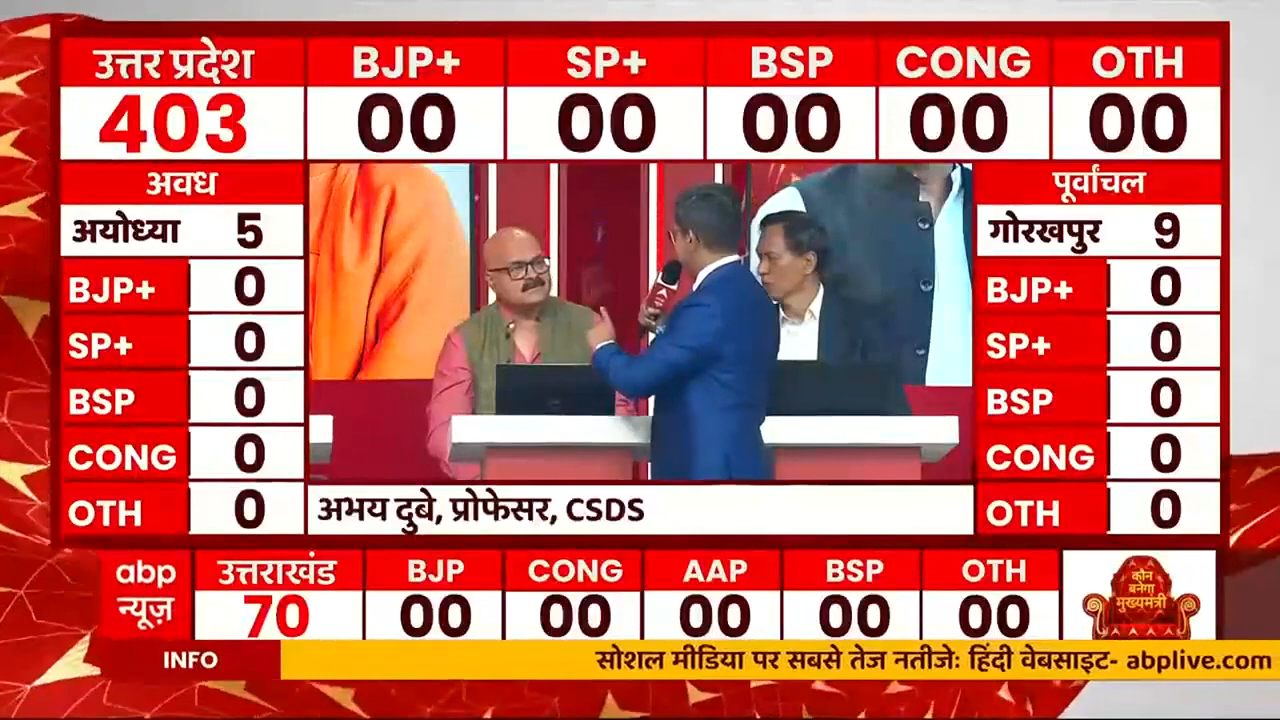 उत्तर प्रदेश BJP+ SP+ BSP CONG OTH
403 00 00 00 00 00
अवध
अयोध्या 5
BJP+ 0
SP+ 0
BSP 0
CONG 0
OTH 0
पूर्वांचल
गोरखपुर 9
BJP+ 0
SP+ 0
BSP 0
CONG 0
OTH 0
अभय दुबे, प्रोफेसर, CSDS
abp
न्यूज़
उत्तराखंड BJP CONG AAP BSP OTH
70 00 00 00 00 00
कौन
बनेगा
मुख्यमंत्री
INFO सोशल मीडिया पर सबसे तेज नतीजेः हिंदी वेबसाइट- abplive.com